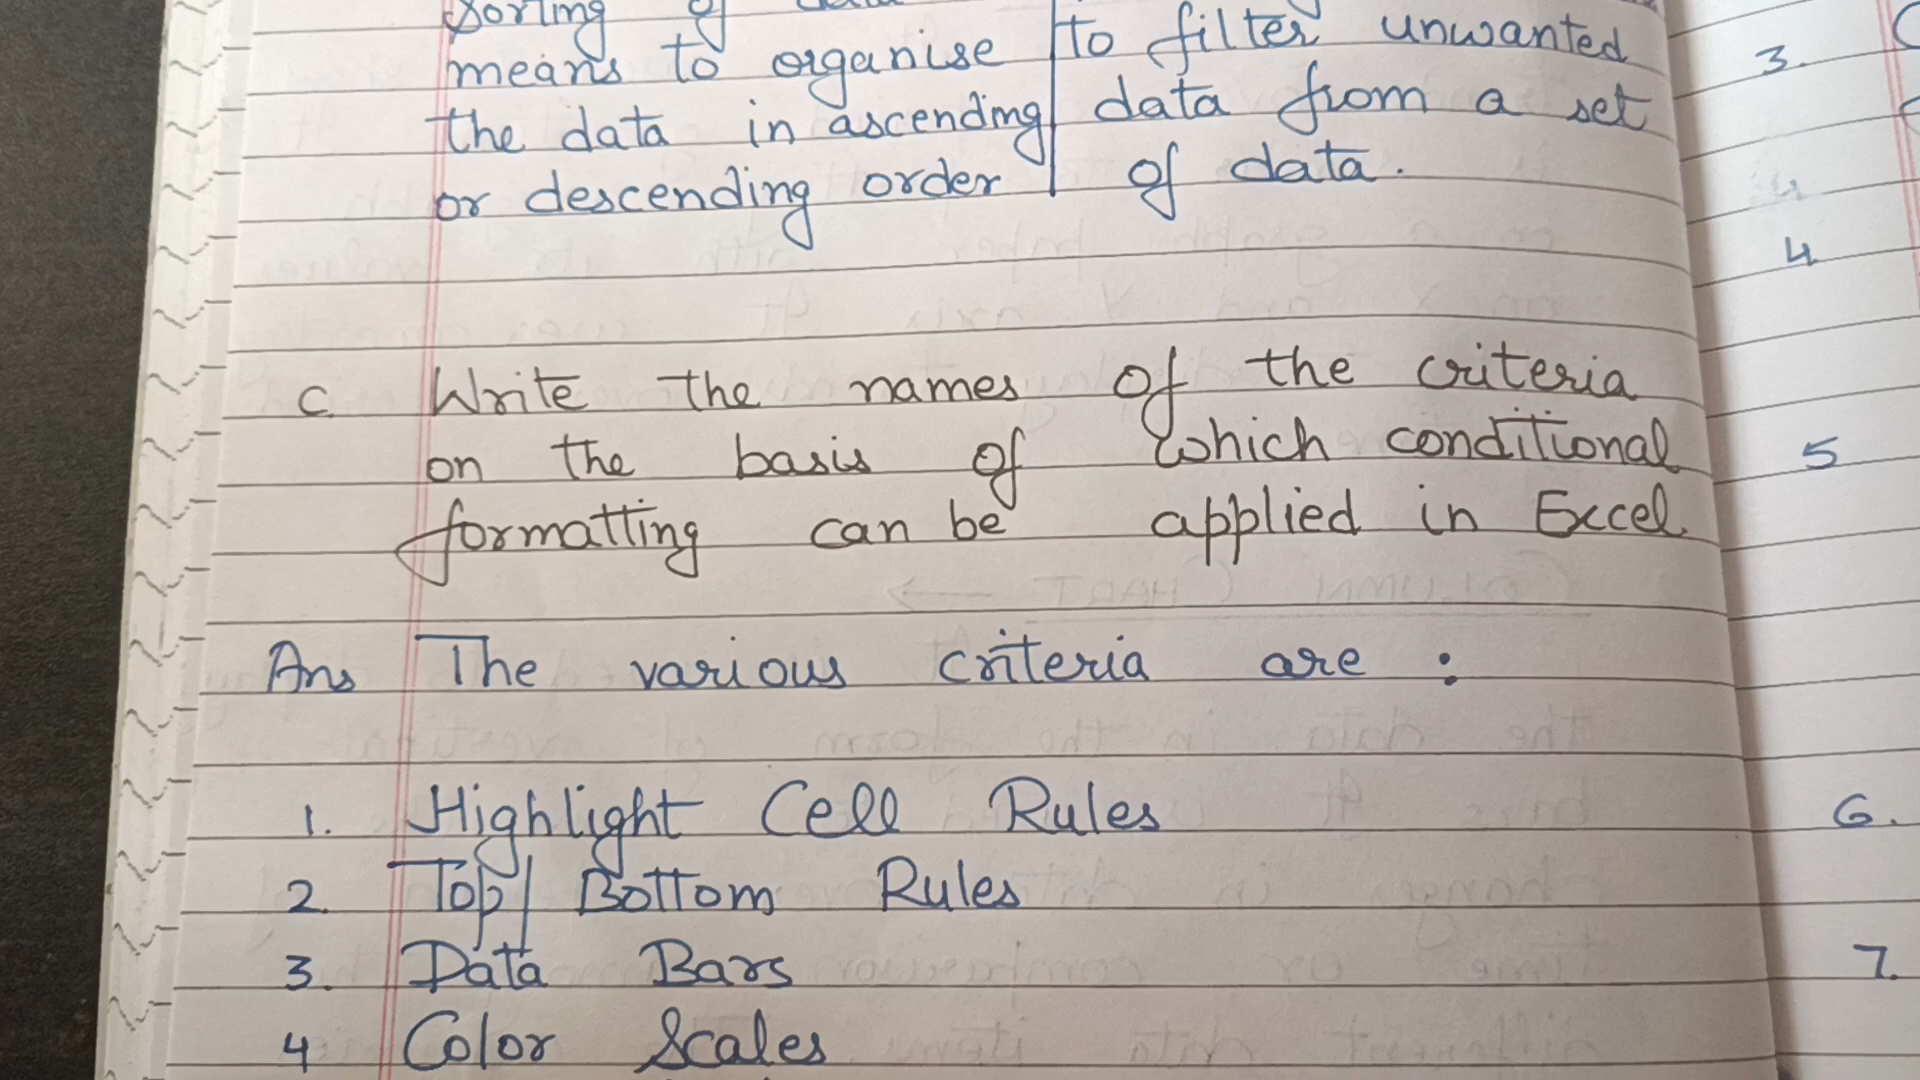 Sorting of
means to organise
the data in ascending
or descending order
to filter unwanted
data from a set
of data.
c. Write the names of the criteria
on the basis of which conditional
formatting can be applied in Excel.
Ans The various criteria are :
1. Highlight Cell Rules
2. Top/Bottom Rules
3. Data Bars
4 Color Scales
3.
4
5
6.
7.